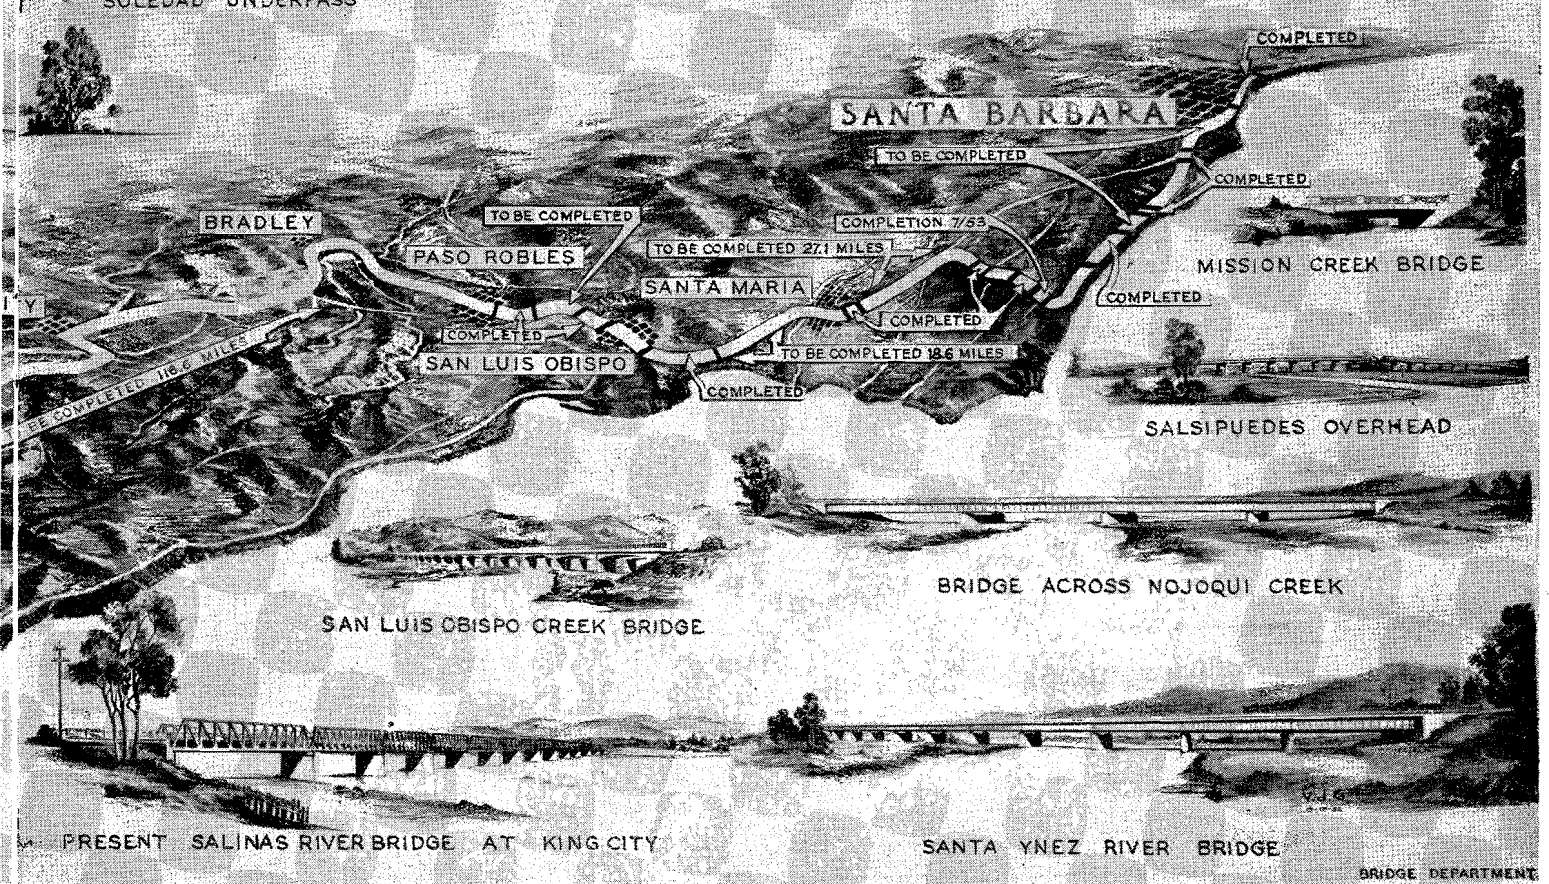 SOLEDAD UNDERPASS
COMPLETED
SANTA BARBARA
TO BE COMPLETED
COMPLETED
BRADLEY
TO BE COMPLETED
COMPLETION 7/53
PASO ROBLES
TO BE COMPLETED 27.1 MILES
MISSION CREEK BRIDGE
SANTA MARIA
COMPLETED
COMPLETED
COMPLETED
SAN LUIS OBISPO
TO BE COMPLETED 18.6 MILES
BE COMPLETED 118.6 MILES
COMPLETED
SALSIPUEDES OVERHEAD
BRIDGE ACROSS NOJOQUI CREEK
SAN LUIS OBISPO CREEK BRIDGE
PRESENT SALINAS RIVER BRIDGE AT KING CITY
SANTA YNEZ RIVER BRIDGE
BRIDGE DEPARTMENT